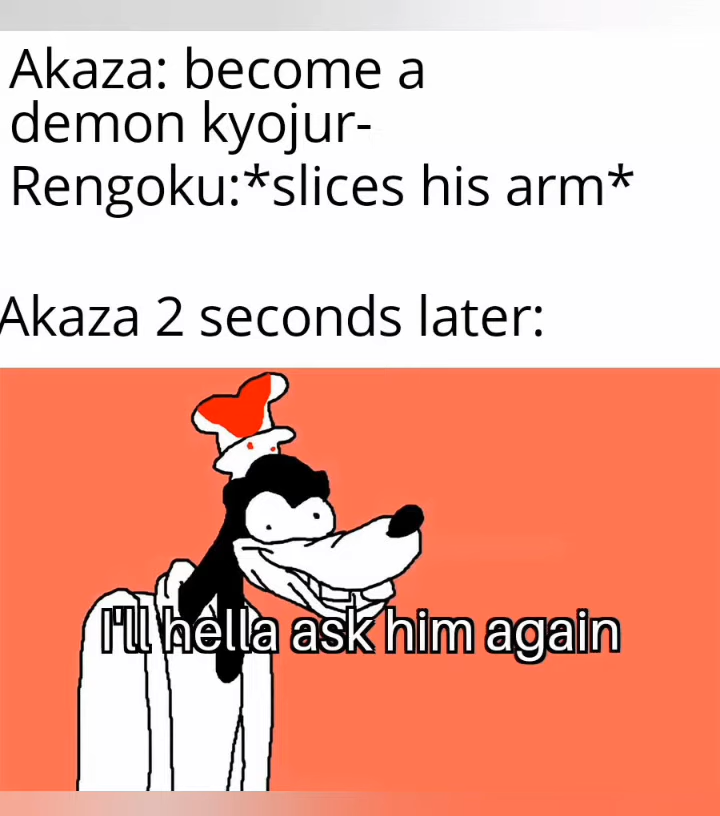 Akaza: become a
demon kyojur-
Rengoku:*slices his arm*
Akaza 2 seconds later:
I'll hella ask him again